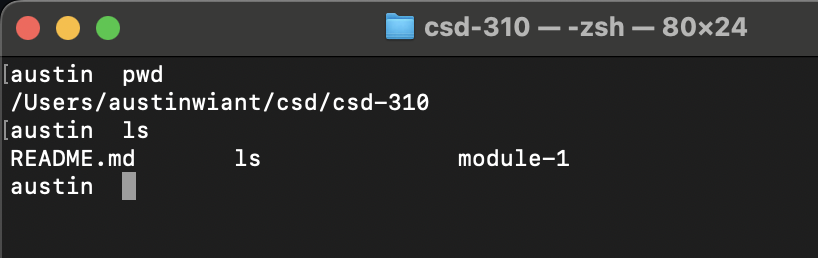 csd-310 — -zsh — 80×24
austin  pwd
/Users/austinwiant/csd/csd-310
austin  ls
README.md       ls              module-1
austin